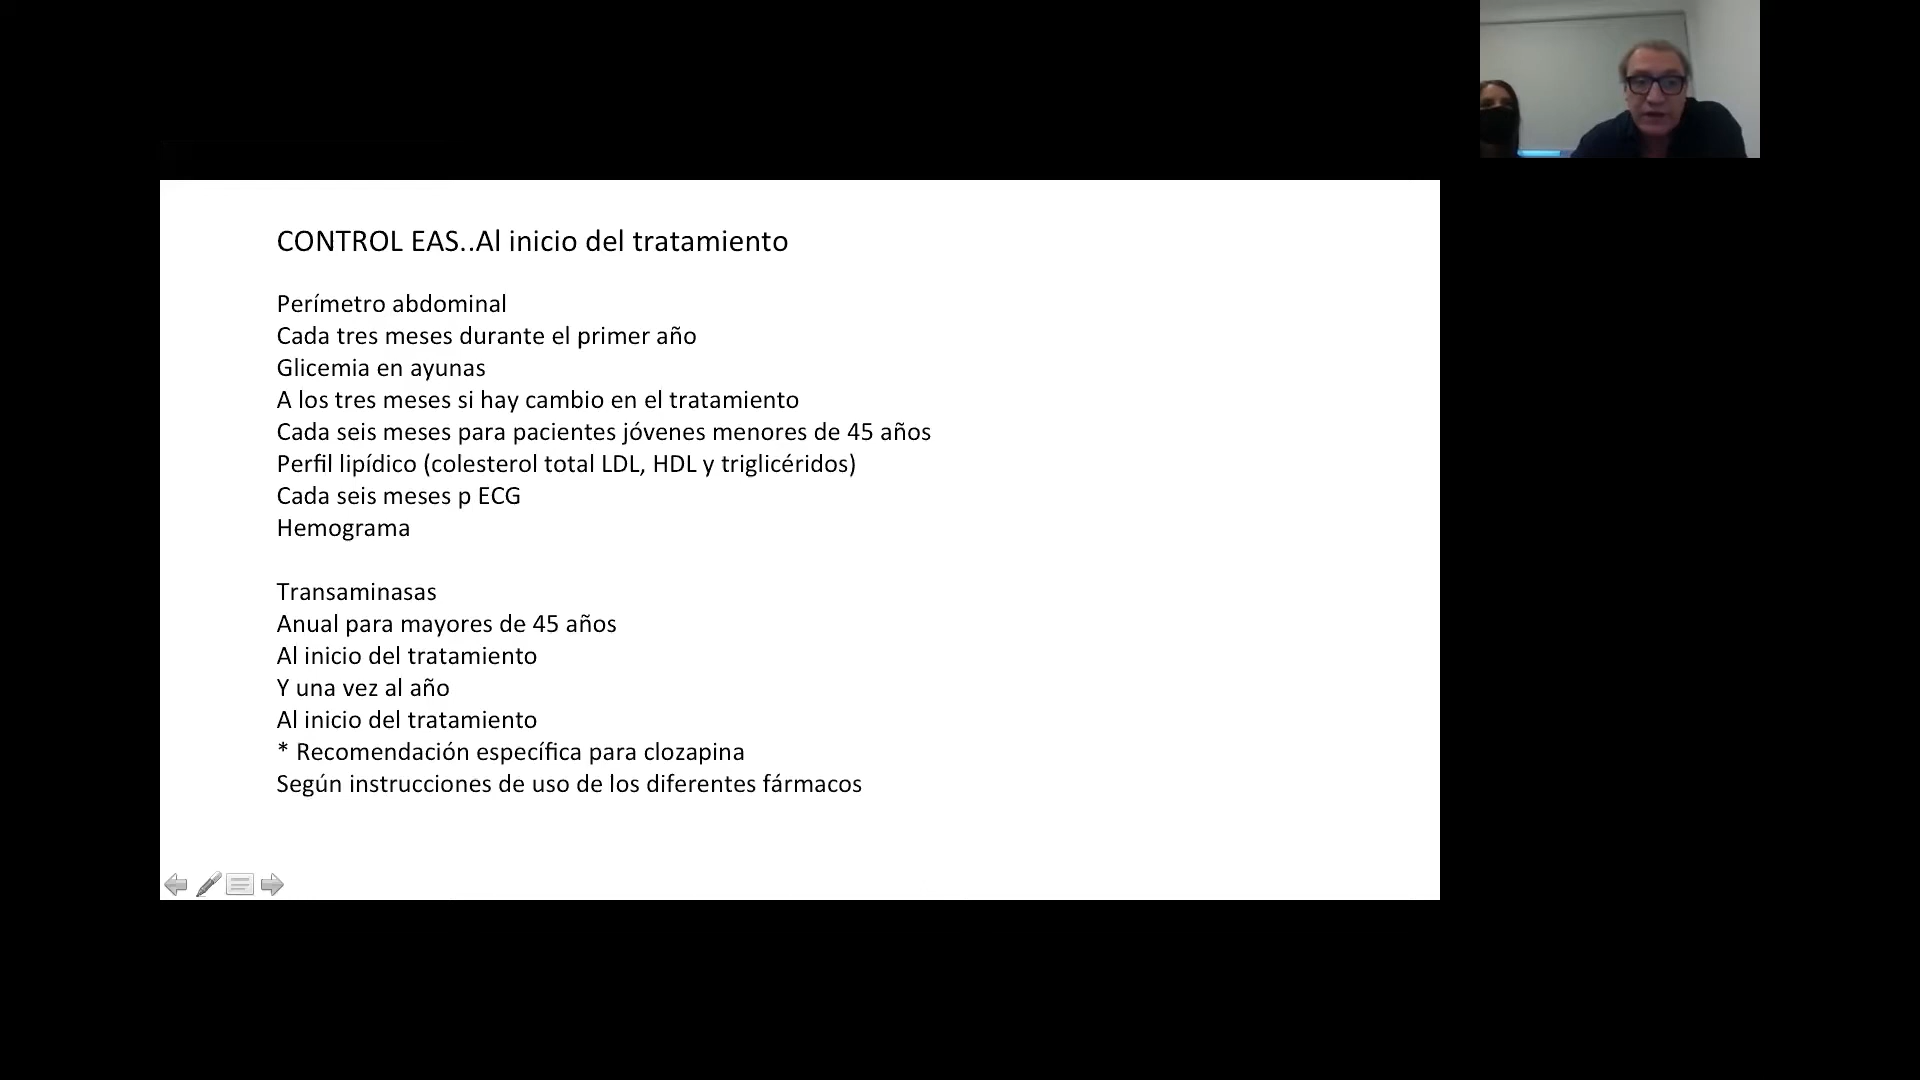 CONTROL EAS..Al inicio del tratamiento
Perímetro abdominal
Cada tres meses durante el primer año
Glicemia en ayunas
A los tres meses si hay cambio en el tratamiento
Cada seis meses para pacientes jóvenes menores de 45 años
Perfil lipídico (colesterol total LDL, HDL y triglicéridos)
Cada seis meses p ECG
Hemograma
Transaminasas
Anual para mayores de 45 años
Al inicio del tratamiento
Y una vez al año
Al inicio del tratamiento
* Recomendación específica para clozapina
Según instrucciones de uso de los diferentes fármacos